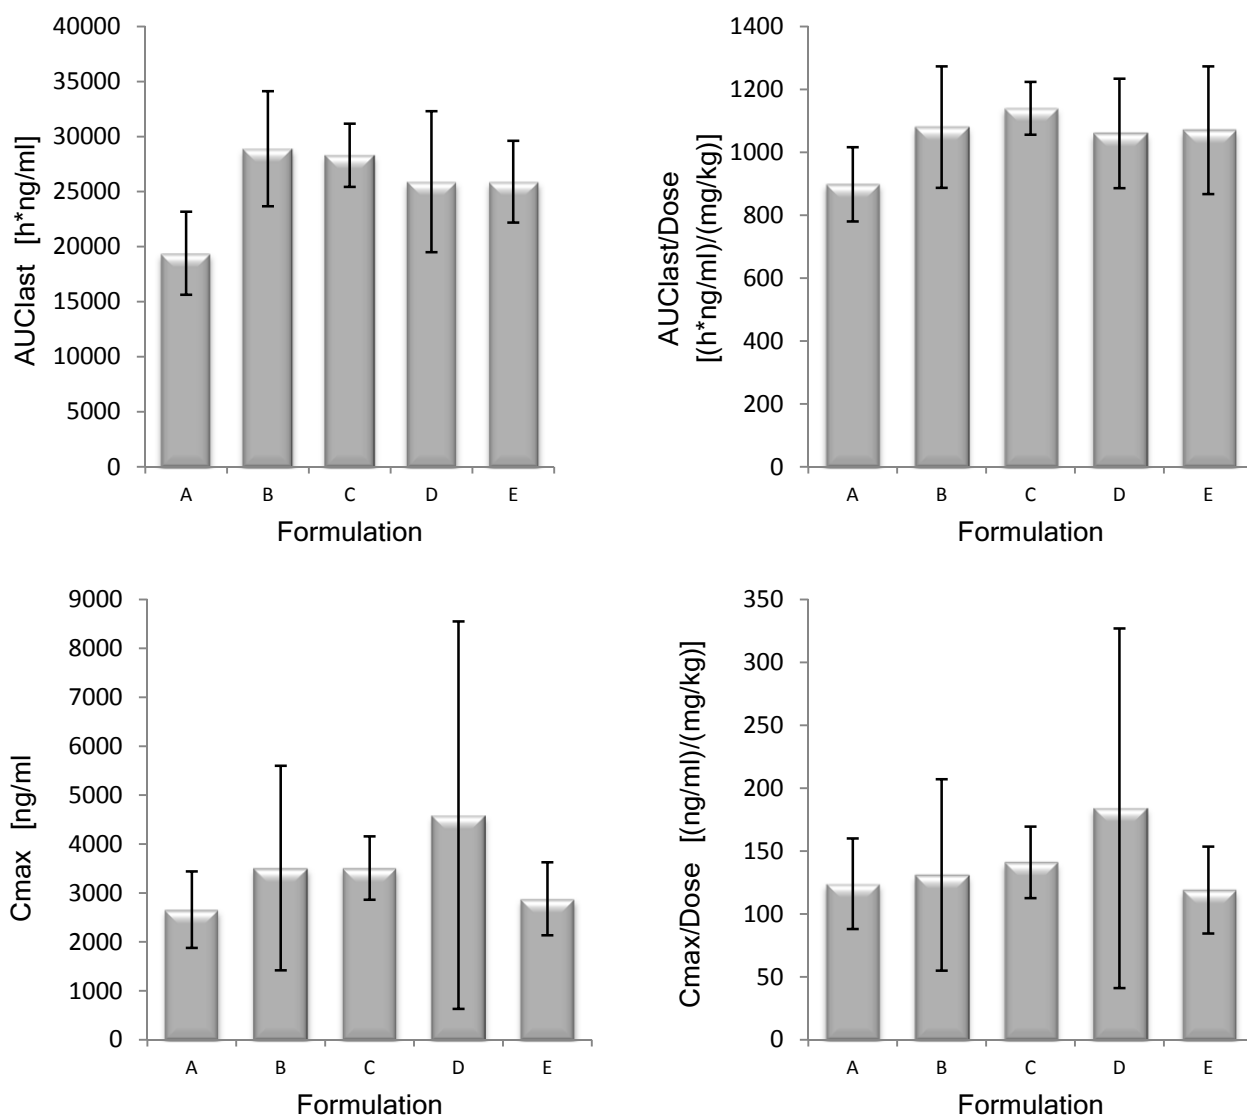 AUClast [h*ng/ml]
40000
35000
30000
25000
20000
15000
10000
5000
0
A B C D E
Formulation
AUClast/Dose
[(h*ng/ml)/(mg/kg)]
1400
1200
1000
800
600
400
200
0
A B C D E
Formulation
Cmax [ng/ml
9000
8000
7000
6000
5000
4000
3000
2000
1000
0
A B C D E
Formulation
Cmax/Dose [(ng/ml)/(mg/kg)]
350
300
250
200
150
100
50
0
A B C D E
Formulation